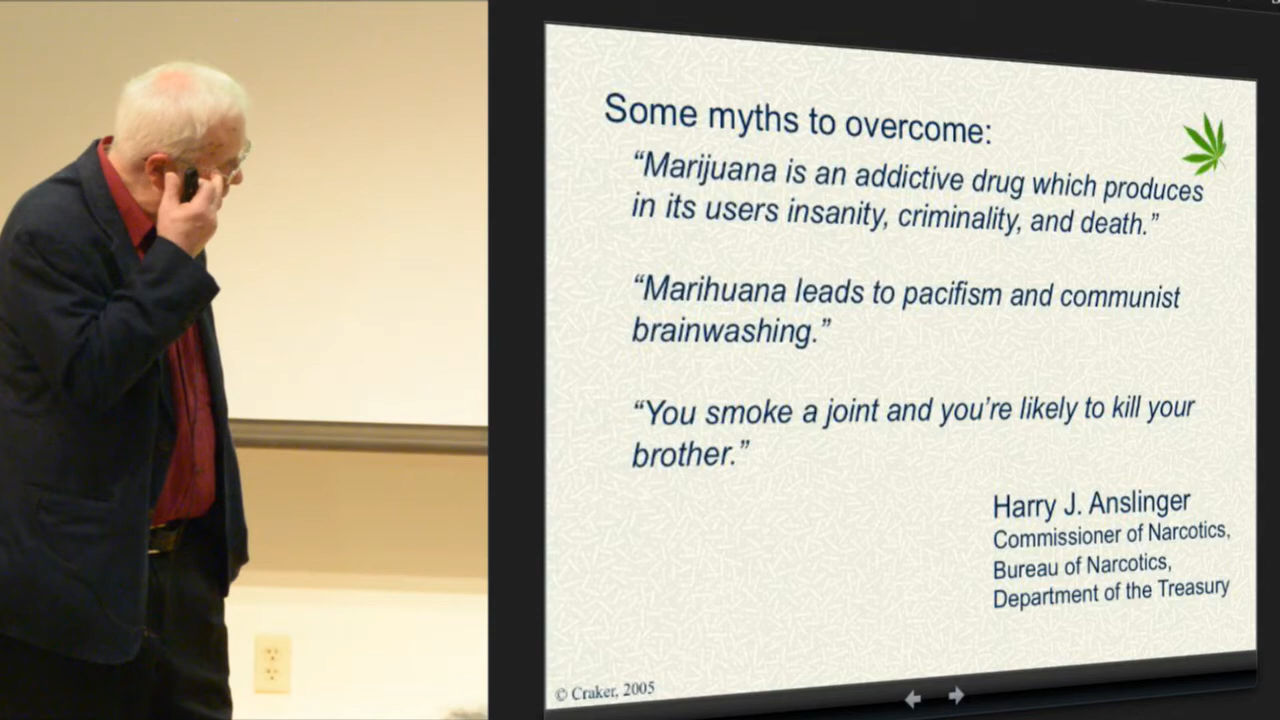 Some myths to overcome:
“Marijuana is an addictive drug which produces
in its users insanity, criminality, and death.”
“Marihuana leads to pacifism and communist
brainwashing.”
“You smoke a joint and you’re likely to kill your
brother.”
Harry J. Anslinger
Commissioner of Narcotics,
Bureau of Narcotics,
Department of the Treasury
© Craker, 2005